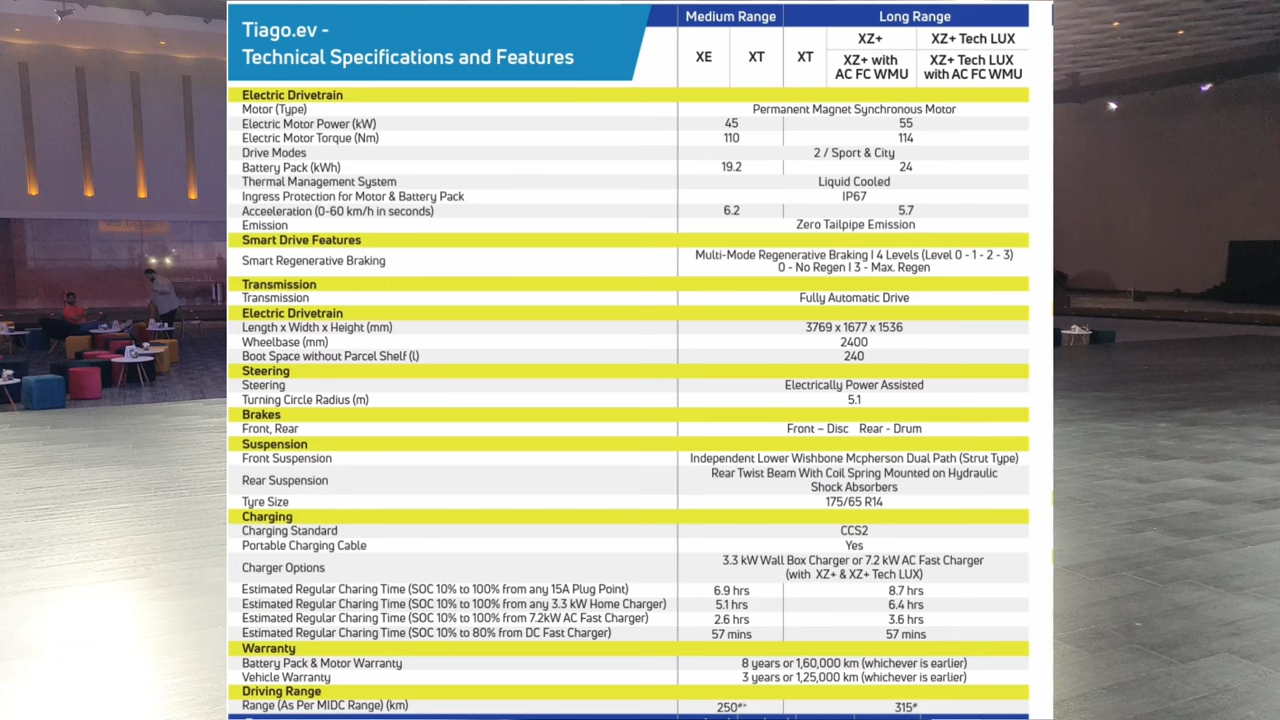 Tiago.ev -
Technical Specifications and Features
Medium Range Long Range
XE XT XT XZ+ XZ+ Tech LUX
XZ+ with AC FC WMU XZ+ Tech LUX with AC FC WMU
Electric Drivetrain
Motor (Type) Permanent Magnet Synchronous Motor
Electric Motor Power (kW) 45 55
Electric Motor Torque (Nm) 110 114
Drive Modes 2 / Sport & City
Battery Pack (kWh) 19.2 24
Thermal Management System Liquid Cooled
Ingress Protection for Motor & Battery Pack IP67
Acceeleration (0-60 km/h in seconds) 6.2 5.7
Emission Zero Tailpipe Emission
Smart Drive Features
Smart Regenerative Braking Multi-Mode Regenerative Braking I 4 Levels (Level 0 - 1 - 2 - 3)
0 - No Regen I 3 - Max. Regen
Transmission
Transmission Fully Automatic Drive
Electric Drivetrain
Length x Width x Height (mm) 3769 x 1677 x 1536
Wheelbase (mm) 2400
Boot Space without Parcel Shelf (l) 240
Steering
Steering Electrically Power Assisted
Turning Circle Radius (m) 5.1
Brakes
Front, Rear Front – Disc Rear - Drum
Suspension
Front Suspension Independent Lower Wishbone Mcpherson Dual Path (Strut Type)
Rear Suspension Rear Twist Beam With Coil Spring Mounted on Hydraulic
Shock Absorbers
Tyre Size 175/65 R14
Charging
Charging Standard CCS2
Portable Charging Cable Yes
Charger Options 3.3 kW Wall Box Charger or 7.2 kW AC Fast Charger
(with XZ+ & XZ+ Tech LUX)
Estimated Regular Charing Time (SOC 10% to 100% from any 15A Plug Point) 6.9 hrs 8.7 hrs
Estimated Regular Charing Time (SOC 10% to 100% from any 3.3 kW Home Charger) 5.1 hrs 6.4 hrs
Estimated Regular Charing Time (SOC 10% to 100% from 7.2kW AC Fast Charger) 2.6 hrs 3.6 hrs
Estimated Regular Charing Time (SOC 10% to 80% from DC Fast Charger) 57 mins 57 mins
Warranty
Battery Pack & Motor Warranty 8 years or 1,60,000 km (whichever is earlier)
Vehicle Warranty 3 years or 1,25,000 km (whichever is earlier)
Driving Range
Range (As Per MIDC Range) (km) 250#> 315#